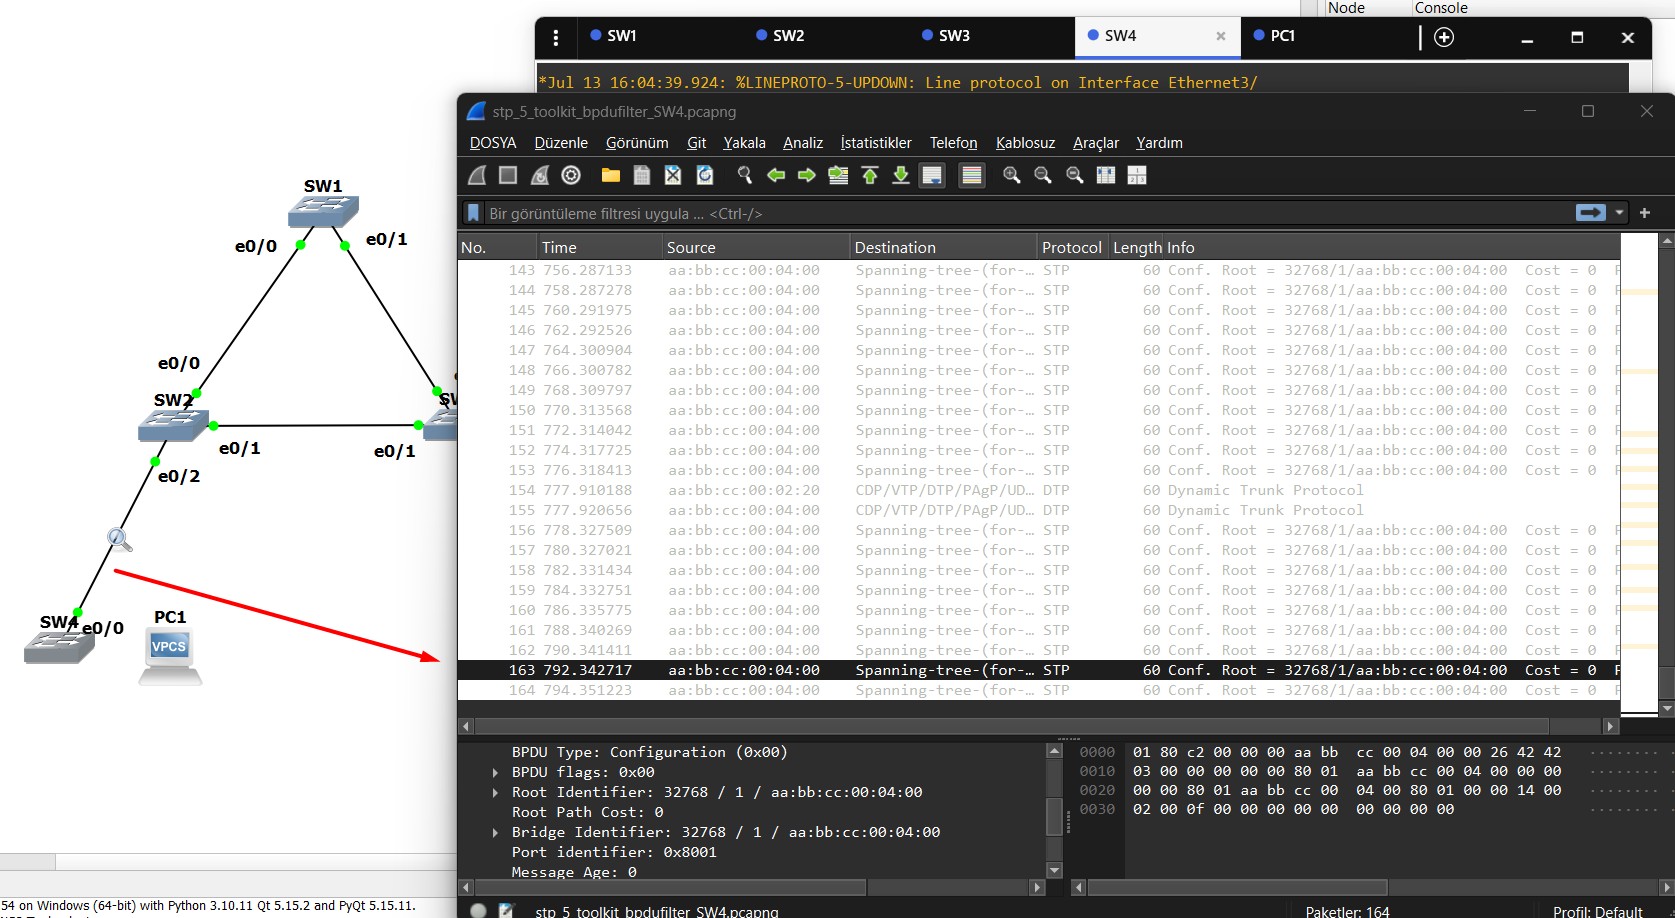 Node Console
SW1 SW2 SW3 SW4 × PC1
*Jul 13 16:04:39.924: %LINEPROTO-5-UPDOWN: Line protocol on Interface Ethernet3/
stp_5_toolkit_bpdufilter_SW4.pcapng
DOSYA Düzenle Görünüm Git Yakala Analiz İstatistikler Telefon Kablosuz Araçlar Yardım
Bir görüntüleme filtresi uygula ... <Ctrl-/>
No. Time Source Destination Protocol Length Info
143 756.287133 aa:bb:cc:00:04:00 Spanning-tree-(for-… STP 60 Conf. Root = 32768/1/aa:bb:cc:00:04:00 Cost = 0
144 758.287278 aa:bb:cc:00:04:00 Spanning-tree-(for-… STP 60 Conf. Root = 32768/1/aa:bb:cc:00:04:00 Cost = 0
145 760.291975 aa:bb:cc:00:04:00 Spanning-tree-(for-… STP 60 Conf. Root = 32768/1/aa:bb:cc:00:04:00 Cost = 0
146 762.292526 aa:bb:cc:00:04:00 Spanning-tree-(for-… STP 60 Conf. Root = 32768/1/aa:bb:cc:00:04:00 Cost = 0
147 764.300904 aa:bb:cc:00:04:00 Spanning-tree-(for-… STP 60 Conf. Root = 32768/1/aa:bb:cc:00:04:00 Cost = 0
148 766.300782 aa:bb:cc:00:04:00 Spanning-tree-(for-… STP 60 Conf. Root = 32768/1/aa:bb:cc:00:04:00 Cost = 0
149 768.309797 aa:bb:cc:00:04:00 Spanning-tree-(for-… STP 60 Conf. Root = 32768/1/aa:bb:cc:00:04:00 Cost = 0
150 770.313568 aa:bb:cc:00:04:00 Spanning-tree-(for-… STP 60 Conf. Root = 32768/1/aa:bb:cc:00:04:00 Cost = 0
151 772.314042 aa:bb:cc:00:04:00 Spanning-tree-(for-… STP 60 Conf. Root = 32768/1/aa:bb:cc:00:04:00 Cost = 0
152 774.317725 aa:bb:cc:00:04:00 Spanning-tree-(for-… STP 60 Conf. Root = 32768/1/aa:bb:cc:00:04:00 Cost = 0
153 776.318413 aa:bb:cc:00:04:00 Spanning-tree-(for-… STP 60 Conf. Root = 32768/1/aa:bb:cc:00:04:00 Cost = 0
154 777.910188 aa:bb:cc:00:02:20 CDP/VTP/DTP/PAgP/UD… DTP 60 Dynamic Trunk Protocol
155 777.920656 aa:bb:cc:00:02:20 CDP/VTP/DTP/PAgP/UD… DTP 60 Dynamic Trunk Protocol
156 778.327509 aa:bb:cc:00:04:00 Spanning-tree-(for-… STP 60 Conf. Root = 32768/1/aa:bb:cc:00:04:00 Cost = 0
157 780.327021 aa:bb:cc:00:04:00 Spanning-tree-(for-… STP 60 Conf. Root = 32768/1/aa:bb:cc:00:04:00 Cost = 0
158 782.331434 aa:bb:cc:00:04:00 Spanning-tree-(for-… STP 60 Conf. Root = 32768/1/aa:bb:cc:00:04:00 Cost = 0
159 784.332751 aa:bb:cc:00:04:00 Spanning-tree-(for-… STP 60 Conf. Root = 32768/1/aa:bb:cc:00:04:00 Cost = 0
160 786.335775 aa:bb:cc:00:04:00 Spanning-tree-(for-… STP 60 Conf. Root = 32768/1/aa:bb:cc:00:04:00 Cost = 0
161 788.340269 aa:bb:cc:00:04:00 Spanning-tree-(for-… STP 60 Conf. Root = 32768/1/aa:bb:cc:00:04:00 Cost = 0
162 790.341411 aa:bb:cc:00:04:00 Spanning-tree-(for-… STP 60 Conf. Root = 32768/1/aa:bb:cc:00:04:00 Cost = 0
163 792.342717 aa:bb:cc:00:04:00 Spanning-tree-(for-… STP 60 Conf. Root = 32768/1/aa:bb:cc:00:04:00 Cost = 0
164 794.351223 aa:bb:cc:00:04:00 Spanning-tree-(for-… STP 60 Conf. Root = 32768/1/aa:bb:cc:00:04:00 Cost = 0
BPDU Type: Configuration (0x00)
BPDU flags: 0x00
Root Identifier: 32768 / 1 / aa:bb:cc:00:04:00
Root Path Cost: 0
Bridge Identifier: 32768 / 1 / aa:bb:cc:00:04:00
Port identifier: 0x8001
Message Age: 0
0000 01 80 c2 00 00 00 aa bb cc 00 04 00 00 26 42 42 ········
0010 03 00 00 00 00 00 80 01 aa bb cc 00 04 00 00 00 ········
0020 00 00 80 01 aa bb cc 00 04 00 80 01 00 00 14 00 ········
0030 02 00 0f 00 00 00 00 00 00 00 00 00 ········
stp_5_toolkit_bpdufilter_SW4.pcapng Paketler: 164 Profil: Default
SW1
e0/0 e0/1
e0/0
SW2 SW
e0/1 e0/1
e0/2
SW4 e0/0 PC1
VPCS
54 on Windows (64-bit) with Python 3.10.11 Qt 5.15.2 and PyQt 5.15.11.